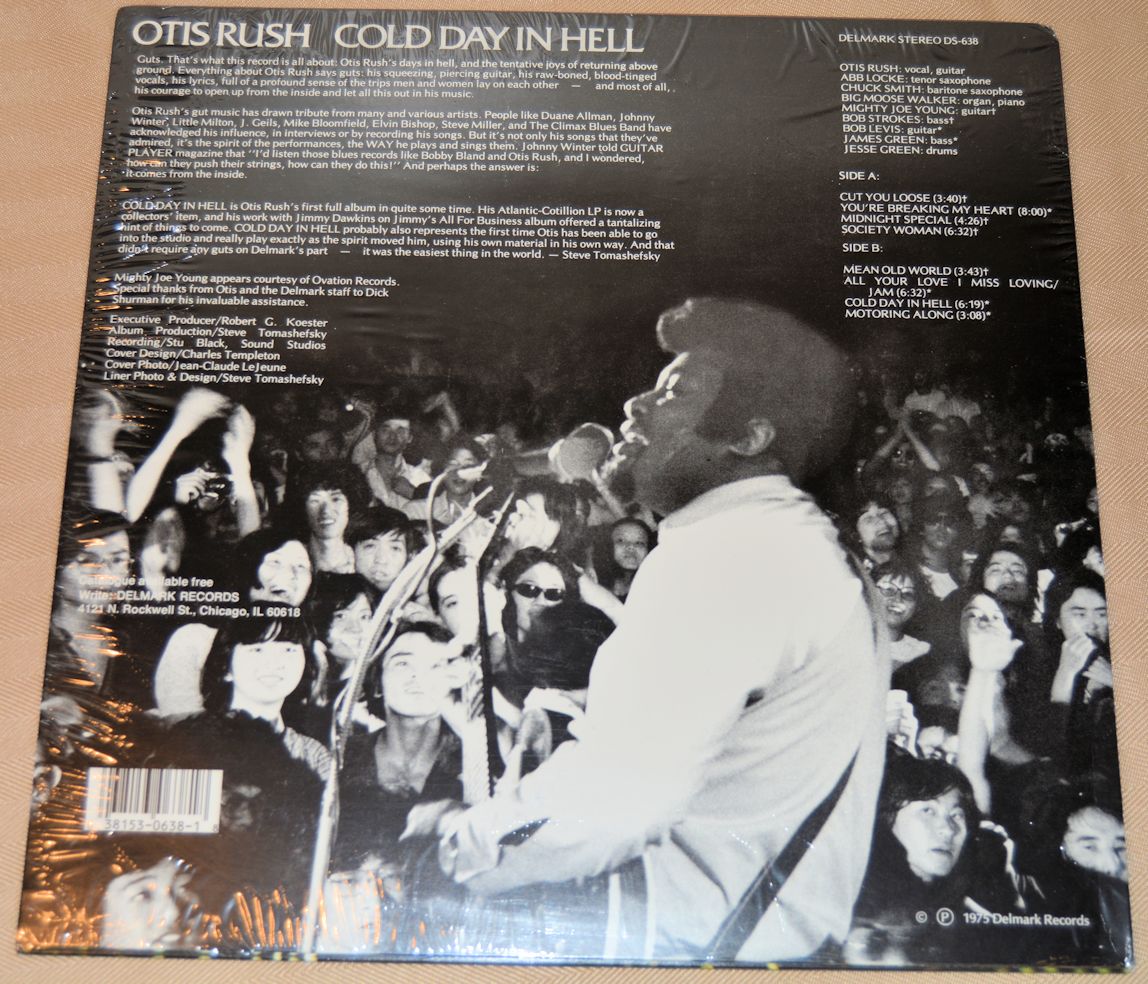 OTIS RUSH COLD DAY IN HELL
Guts. That's what this record is all about: Otis Rush's days in hell, and the tentative joys of returning above
ground. Everything about Otis Rush says guts: his squeezing, piercing guitar, his raw-boned, blood-tinged
vocals, his lyrics, full of a profound sense of the trips men and women lay on each other — and most of all,
his courage to open up from the inside and let all this out in his music.
Otis Rush's gut music has drawn tribute from many and various artists. People like Duane Allman, Johnny
Winter, Little Milton, J. Geils, Mike Bloomfield, Elvin Bishop, Steve Miller, and The Climax Blues Band have
acknowledged his influence, in interviews or by recording his songs. But it's not only his songs that they've
admired, it's the spirit of the performances, the WAY he plays and sings them. Johnny Winter told GUITAR
PLAYER magazine that "I'd listen those blues records like Bobby Bland and Otis Rush, and I wondered,
how can they push their strings, how can they do this!" And perhaps the answer is:
it comes from the inside.
COLD DAY IN HELL is Otis Rush's first full album in quite some time. His Atlantic-Cotillion LP is now a
collectors' item, and his work with Jimmy Dawkins on Jimmy's All For Business album offered a tantalizing
hint of things to come. COLD DAY IN HELL probably also represents the first time Otis has been able to go
into the studio and really play exactly as the spirit moved him, using his own material in his own way. And that
didn't require any guts on Delmark's part — it was the easiest thing in the world. — Steve Tomashefsky
Mighty Joe Young appears courtesy of Ovation Records.
Special thanks from Otis and the Delmark staff to Dick
Shurman for his invaluable assistance.
Executive Producer/Robert G. Koester
Album Production/Steve Tomashefsky
Recording/Stu Black, Sound Studios
Cover Design/Charles Templeton
Cover Photo/Jean-Claude LeJeune
Liner Photo & Design/Steve Tomashefsky
DELMARK STEREO DS-638
OTIS RUSH: vocal, guitar
ABB LOCKE: tenor saxophone
CHUCK SMITH: baritone saxophone
BIG MOOSE WALKER: organ, piano
MIGHTY JOE YOUNG: guitar†
BOB STROKES: bass†
BOB LEVIS: guitar*
JAMES GREEN: bass*
JESSE GREEN: drums
SIDE A:
CUT YOU LOOSE (3:40)†
YOU'RE BREAKING MY HEART (8:00)*
MIDNIGHT SPECIAL (4:26)†
SOCIETY WOMAN (6:32)†
SIDE B:
MEAN OLD WORLD (3:43)†
ALL YOUR LOVE I MISS LOVING/
JAM (6:32)*
COLD DAY IN HELL (6:19)*
MOTORING ALONG (3:08)*
Catalogue available free
Write: DELMARK RECORDS
4121 N. Rockwell St., Chicago, IL 60618
38153-0638-1
© ℗ 1975 Delmark Records